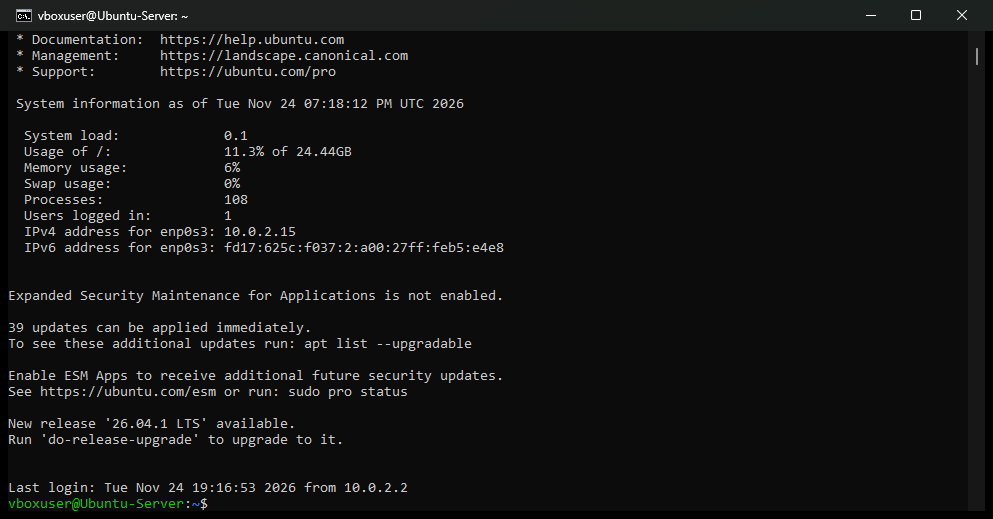 vboxuser@Ubuntu-Server: ~
* Documentation:  https://help.ubuntu.com
* Management:     https://landscape.canonical.com
* Support:        https://ubuntu.com/pro
System information as of Tue Nov 24 07:18:12 PM UTC 2026
System load:             0.1
Usage of /:              11.3% of 24.44GB
Memory usage:            6%
Swap usage:              0%
Processes:               108
Users logged in:         1
IPv4 address for enp0s3: 10.0.2.15
IPv6 address for enp0s3: fd17:625c:f037:2:a00:27ff:feb5:e4e8
Expanded Security Maintenance for Applications is not enabled.
39 updates can be applied immediately.
To see these additional updates run: apt list --upgradable
Enable ESM Apps to receive additional future security updates.
See https://ubuntu.com/esm or run: sudo pro status
New release '26.04.1 LTS' available.
Run 'do-release-upgrade' to upgrade to it.
Last login: Tue Nov 24 19:16:53 2026 from 10.0.2.2
vboxuser@Ubuntu-Server:~$